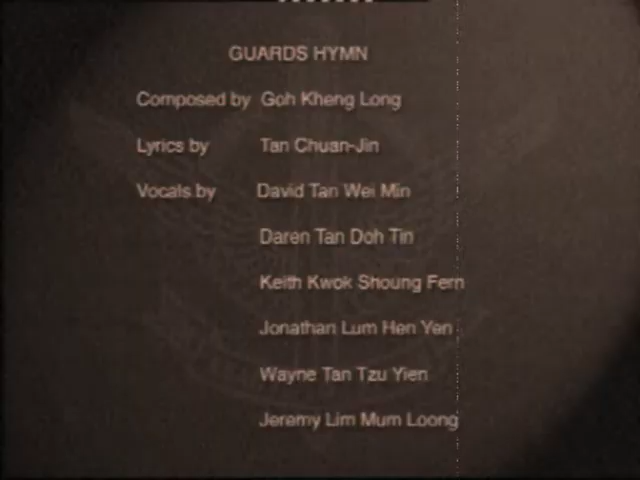 GUARDS HYMN
Composed by Goh Kheng Long
Lyrics by Tan Chuan-Jin
Vocals by David Tan Wei Min
Daren Tan Doh Tin
Keith Kwok Shoung Fern
Jonathan Lum Hen Yen
Wayne Tan Tzu Yien
Jeremy Lim Mum Loong